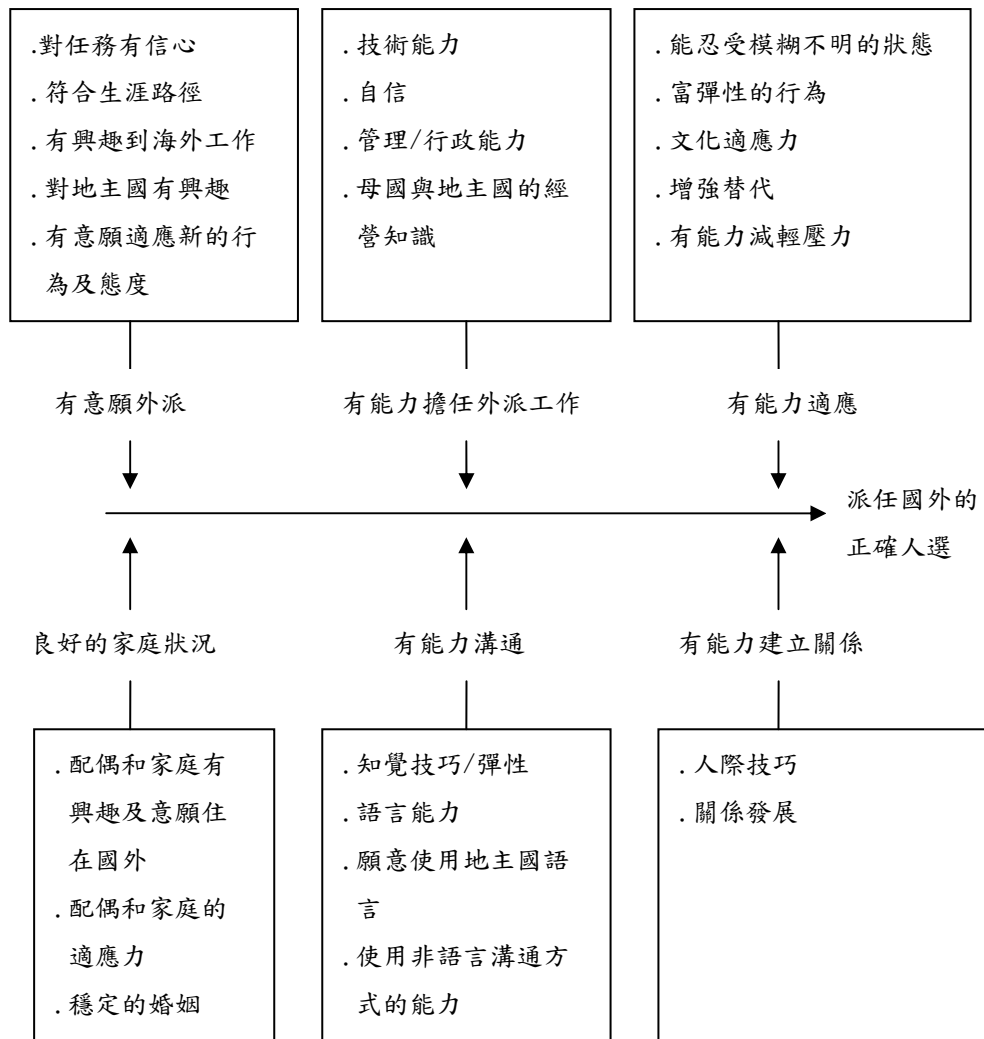 .對任務有信心
.符合生涯路徑
.有興趣到海外工作
.對地主國有興趣
.有意願適應新的行
為及態度
.技術能力
.自信
.管理/行政能力
.母國與地主國的經
營知識
.能忍受模糊不明的狀態
.富彈性的行為
.文化適應力
.增強替代
.有能力減輕壓力
有意願外派
有能力擔任外派工作
有能力適應
派任國外的
正確人選
良好的家庭狀況
有能力溝通
有能力建立關係
.配偶和家庭有
興趣及意願住
在國外
.配偶和家庭的
適應力
.穩定的婚姻
.知覺技巧/彈性
.語言能力
.願意使用地主國語
言
.使用非語言溝通方
式的能力
.人際技巧
.關係發展